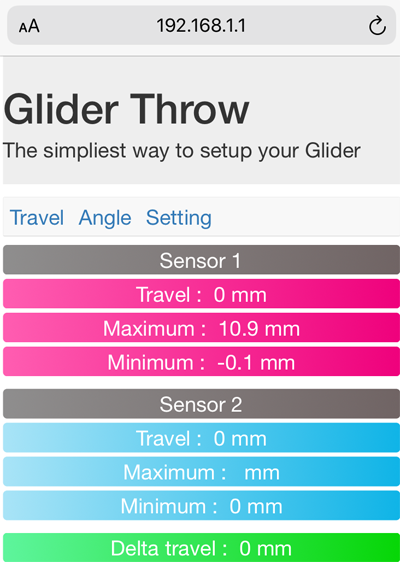 AA 192.168.1.1
Glider Throw
The simpliest way to setup your Glider
Travel Angle Setting
Sensor 1
Travel : 0 mm
Maximum : 10.9 mm
Minimum : -0.1 mm
Sensor 2
Travel : 0 mm
Maximum : mm
Minimum : 0 mm
Delta travel : 0 mm